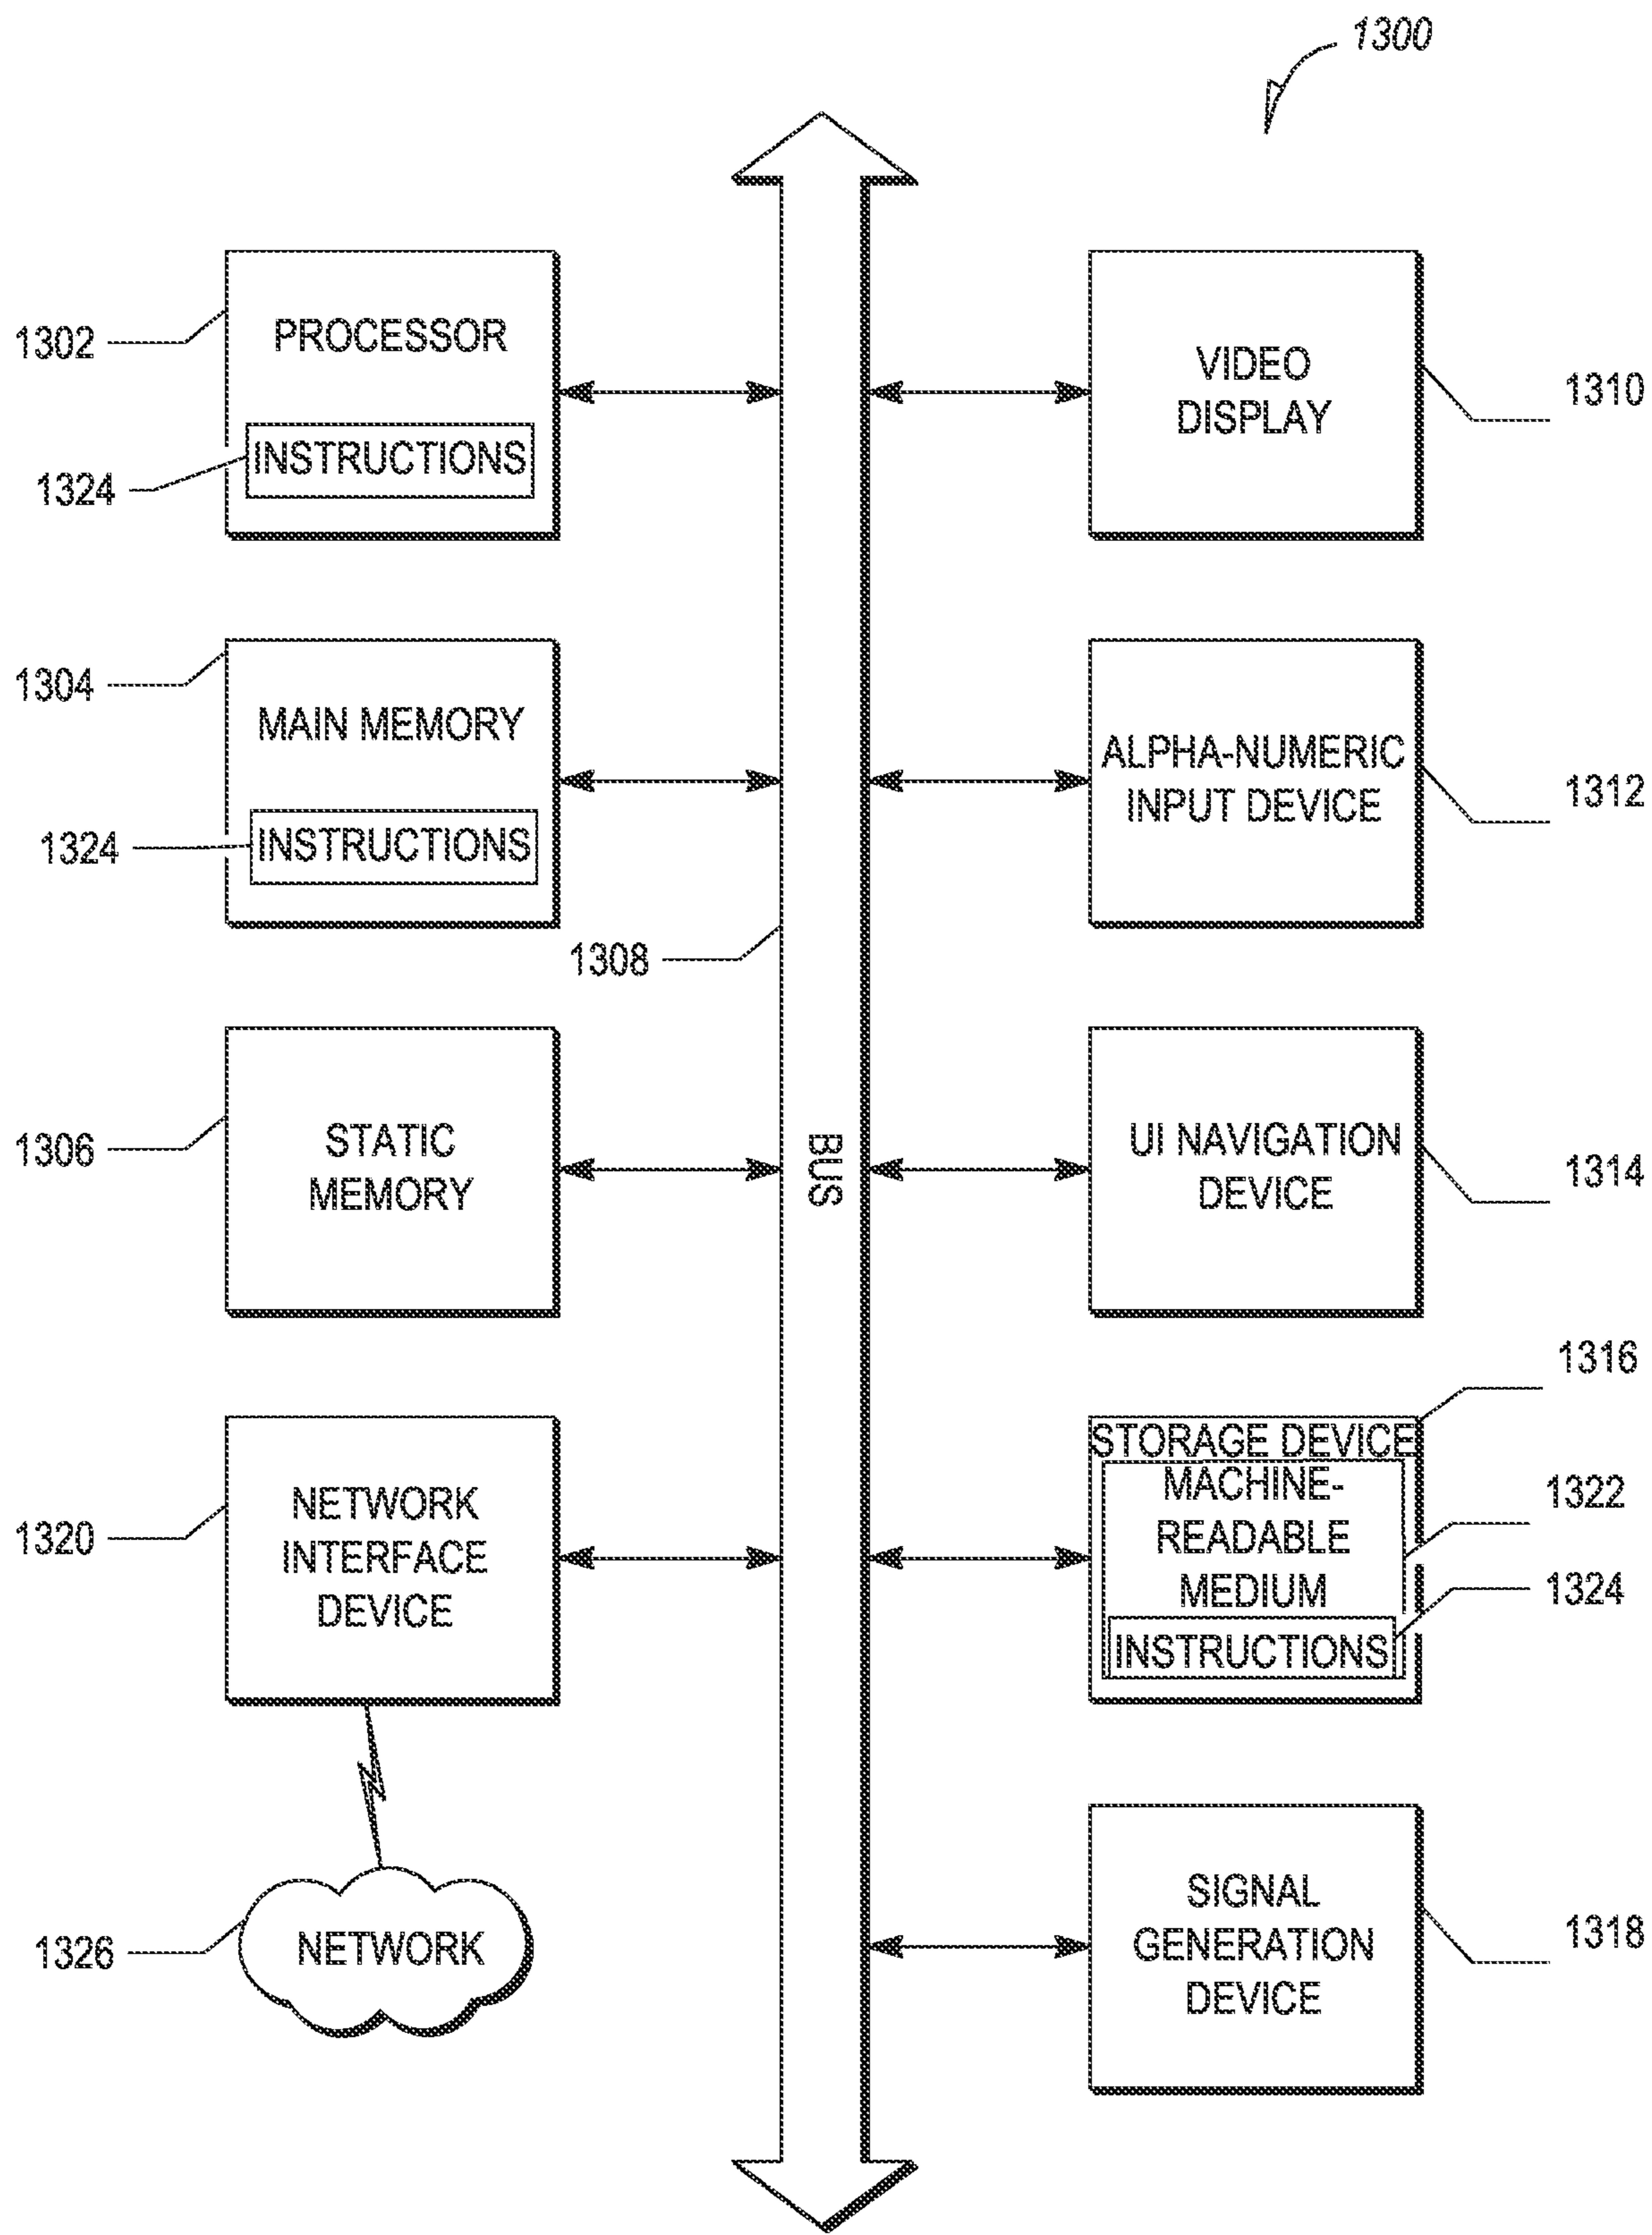 1300
1302
PROCESSOR
1324
INSTRUCTIONS
VIDEO
DISPLAY
1310
1304
MAIN MEMORY
1324
INSTRUCTIONS
1308
ALPHA-NUMERIC
INPUT DEVICE
1312
1306
STATIC
MEMORY
BUS
UI NAVIGATION
DEVICE
1314
1320
NETWORK
INTERFACE
DEVICE
1316
STORAGE DEVICE
MACHINE-
READABLE
MEDIUM
1322
INSTRUCTIONS
1324
1326
NETWORK
SIGNAL
GENERATION
DEVICE
1318